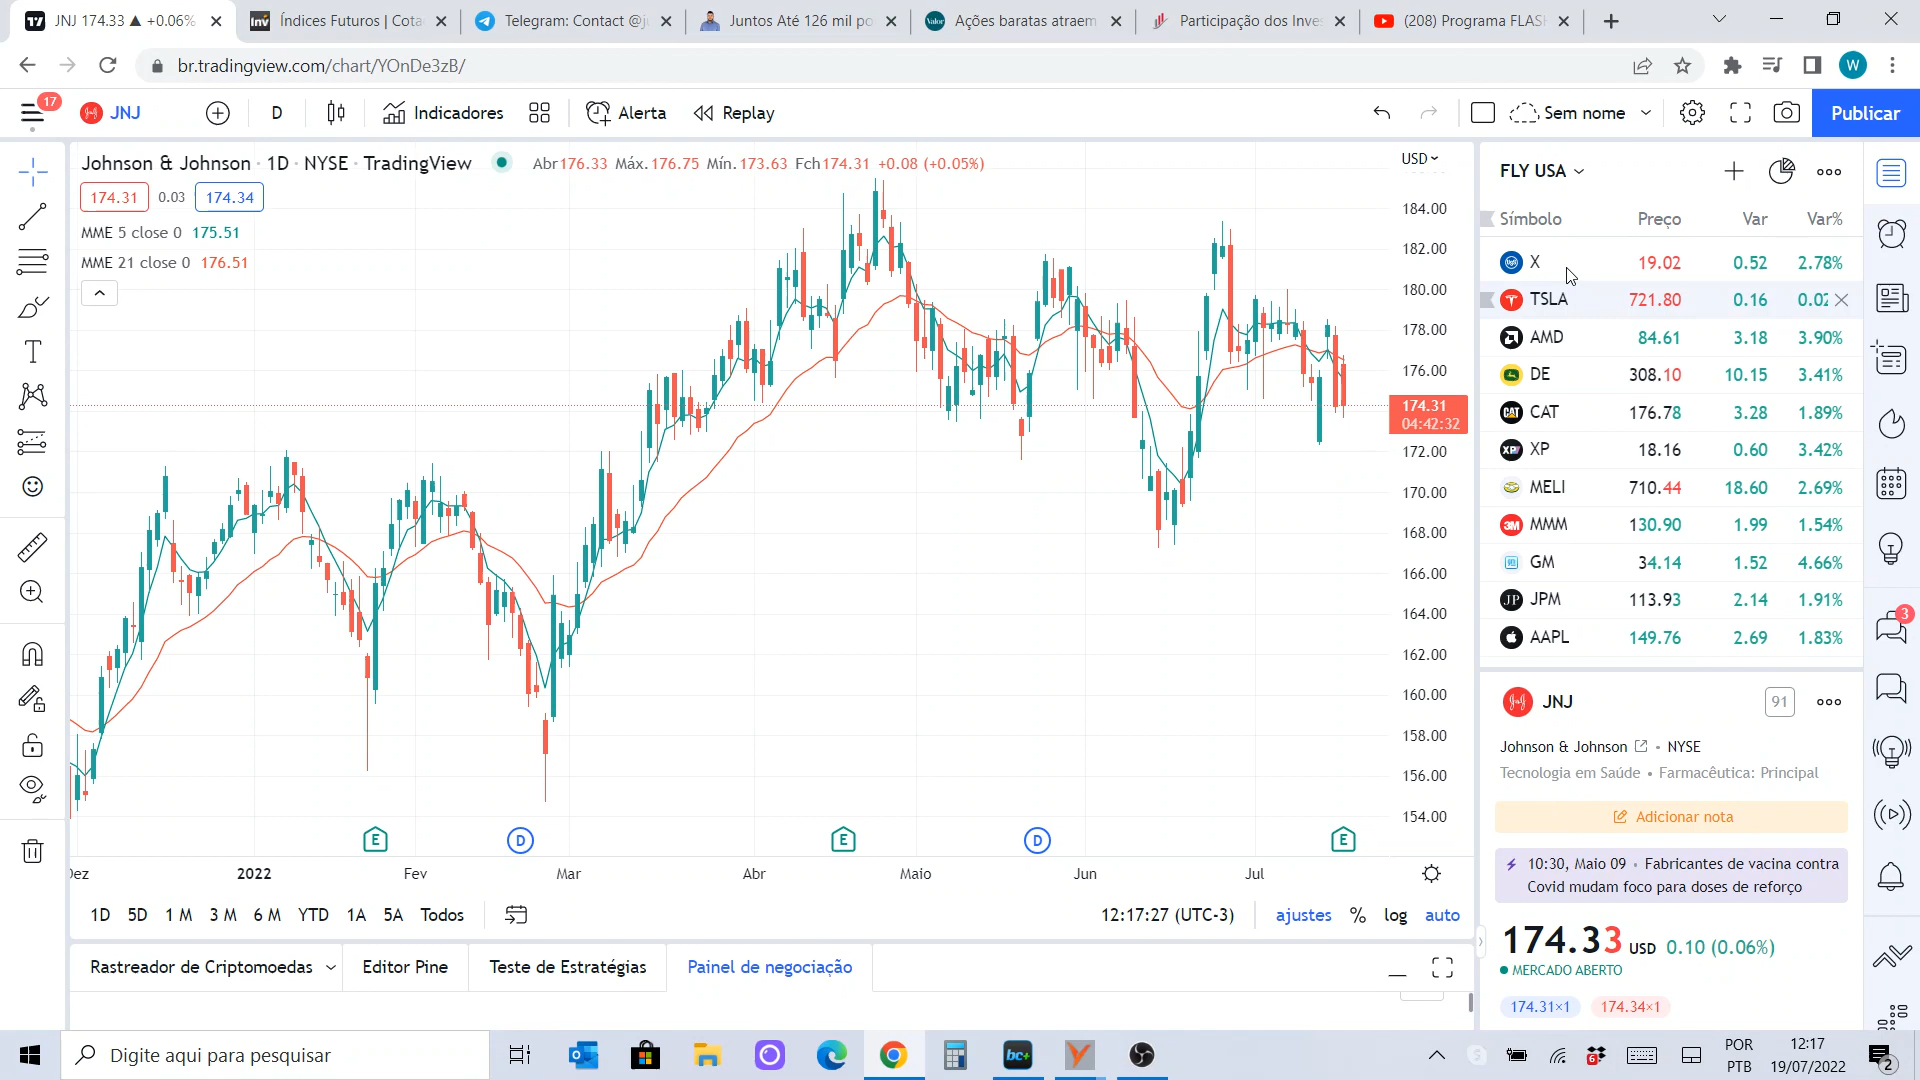 JNJ 174.33 ▲ +0.06%
Índices Futuros | Cota
Telegram: Contact @j
Juntos Até 126 mil po
Ações baratas atraem
Participação dos Inves
(208) Programa FLASH
br.tradingview.com/chart/YOnDe3zB/
W
17
JNJ
D
Indicadores
Alerta
Replay
Sem nome
Publicar
Johnson & Johnson · 1D · NYSE · TradingView
Abr176.33 Máx.176.75 Mín.173.63 Fch174.31 +0.08 (+0.05%)
174.31 0.03 174.34
MME 5 close 0 175.51
MME 21 close 0 176.51
USD
184.00
182.00
180.00
178.00
176.00
174.31
04:42:32
172.00
170.00
168.00
166.00
164.00
162.00
160.00
158.00
156.00
154.00
E D E D E
Dez 2022 Fev Mar Abr Maio Jun Jul
1D 5D 1 M 3 M 6 M YTD 1A 5A Todos
12:17:27 (UTC-3) ajustes % log auto
Rastreador de Criptomoedas Editor Pine Teste de Estratégias Painel de negociação
FLY USA
Símbolo Preço Var Var%
X 19.02 0.52 2.78%
TSLA 721.80 0.16 0.02
AMD 84.61 3.18 3.90%
DE 308.10 10.15 3.41%
CAT 176.78 3.28 1.89%
XP 18.16 0.60 3.42%
MELI 710.44 18.60 2.69%
MMM 130.90 1.99 1.54%
GM 34.14 1.52 4.66%
JPM 113.93 2.14 1.91%
AAPL 149.76 2.69 1.83%
3
JNJ 91
Johnson & Johnson • NYSE
Tecnologia em Saúde • Farmacêutica: Principal
Adicionar nota
10:30, Maio 09 • Fabricantes de vacina contra
Covid mudam foco para doses de reforço
174.33 USD 0.10 (0.06%)
MERCADO ABERTO
174.31×1 174.34×1
Digite aqui para pesquisar
bc+
6
POR
PTB
12:17
19/07/2022
2